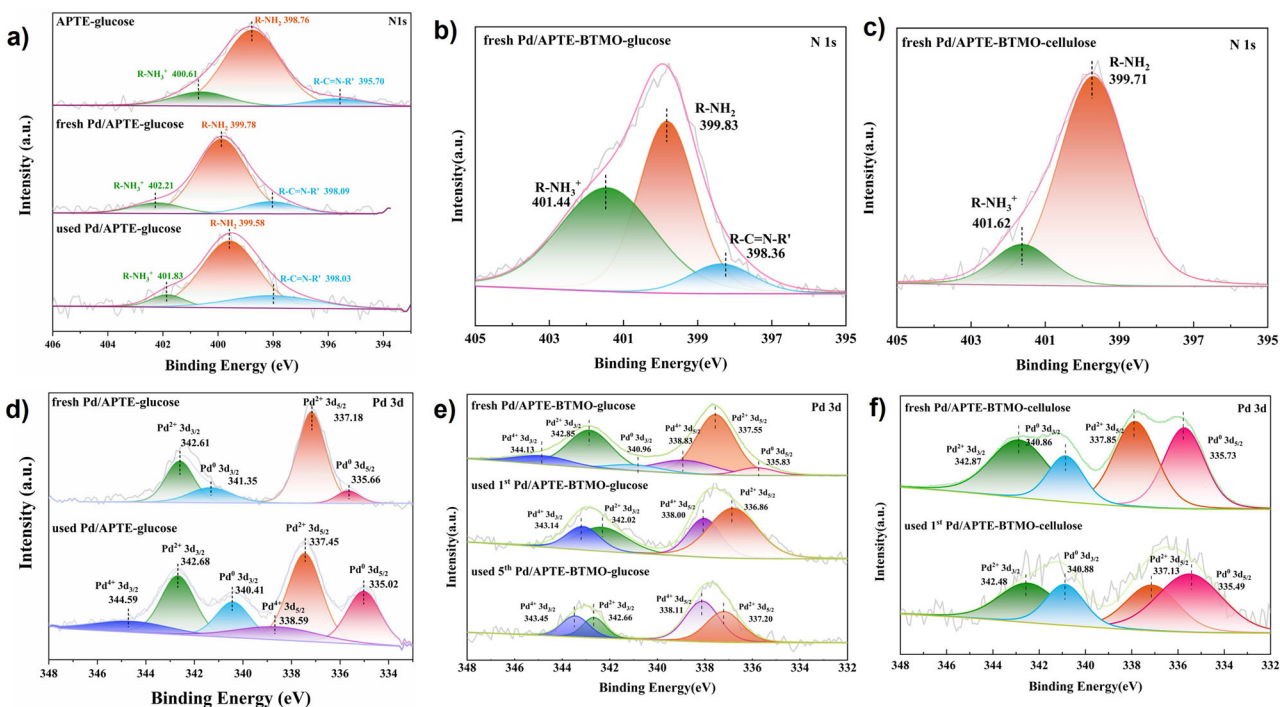 a)
APTE-glucose
N1s
R-NH₂ 398.76
R-NH₃⁺ 400.61
R-C=N-R' 395.70
fresh Pd/APTE-glucose
R-NH₂ 399.78
R-NH₃⁺ 402.21
R-C=N-R' 398.09
used Pd/APTE-glucose
R-NH₂ 399.58
R-NH₃⁺ 401.83
R-C=N-R' 398.03
Intensity (a.u.)
406 404 402 400 398 396 394
Binding Energy (eV)
b)
fresh Pd/APTE-BTMO-glucose
N 1s
R-NH₂
399.83
R-NH₃⁺
401.44
R-C=N-R'
398.36
Intensity(a.u.)
405 403 401 399 397 395
Binding Energy (eV)
c)
fresh Pd/APTE-BTMO-cellulose
N 1s
R-NH₂
399.71
R-NH₃⁺
401.62
Intensity(a.u.)
405 403 401 399 397 395
Binding Energy (eV)
d)
fresh Pd/APTE-glucose
Pd 3d
Pd²⁺ 3d₅/₂
337.18
Pd²⁺ 3d₃/₂
342.61
Pd⁰ 3d₃/₂
341.35
Pd⁰ 3d₅/₂
335.66
used Pd/APTE-glucose
Pd²⁺ 3d₅/₂
337.45
Pd²⁺ 3d₃/₂
342.68
Pd⁰ 3d₃/₂
340.41
Pd⁰ 3d₅/₂
335.02
Pd⁴⁺ 3d₃/₂
344.59
Pd⁴⁺ 3d₅/₂
338.59
Intensity (a.u.)
348 346 344 342 340 338 336 334
Binding Energy (eV)
e)
fresh Pd/APTE-BTMO-glucose
Pd 3d
Pd⁴⁺ 3d₃/₂
344.13
Pd²⁺ 3d₃/₂
342.85
Pd⁰ 3d₃/₂
340.96
Pd⁴⁺ 3d₅/₂
338.83
Pd²⁺ 3d₅/₂
337.55
Pd⁰ 3d₅/₂
335.83
used 1ˢᵗ Pd/APTE-BTMO-glucose
Pd⁴⁺ 3d₃/₂
343.14
Pd²⁺ 3d₃/₂
342.02
Pd⁴⁺ 3d₅/₂
338.00
Pd²⁺ 3d₅/₂
336.86
used 5ᵗʰ Pd/APTE-BTMO-glucose
Pd⁴⁺ 3d₃/₂
343.45
Pd²⁺ 3d₃/₂
342.66
Pd⁴⁺ 3d₅/₂
338.11
Pd²⁺ 3d₅/₂
337.20
Intensity(a.u.)
348 346 344 342 340 338 336 334 332
Binding Energy(eV)
f)
fresh Pd/APTE-BTMO-cellulose
Pd 3d
Pd²⁺ 3d₃/₂
342.87
Pd⁰ 3d₃/₂
340.86
Pd²⁺ 3d₅/₂
337.85
Pd⁰ 3d₅/₂
335.73
used 1ˢᵗ Pd/APTE-BTMO-cellulose
Pd²⁺ 3d₃/₂
342.48
Pd⁰ 3d₃/₂
340.88
Pd²⁺ 3d₅/₂
337.13
Pd⁰ 3d₅/₂
335.49
Intensity(a.u.)
348 346 344 342 340 338 336 334 332
Binding Energy(eV)